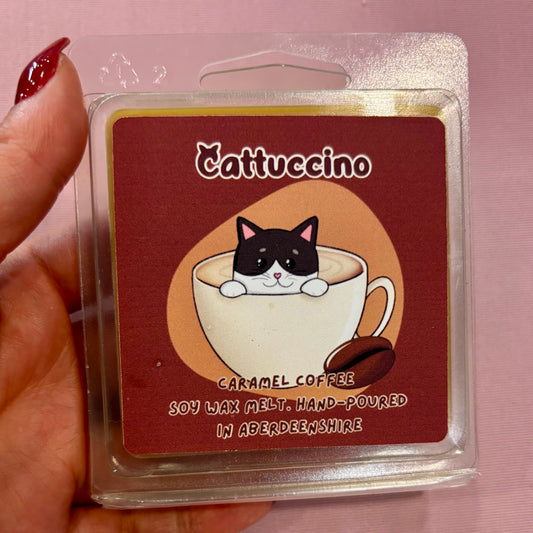 Cattuccino
CARAMEL COFFEE
SOY WAX MELT. HAND-POURED
IN ABERDEENSHIRE